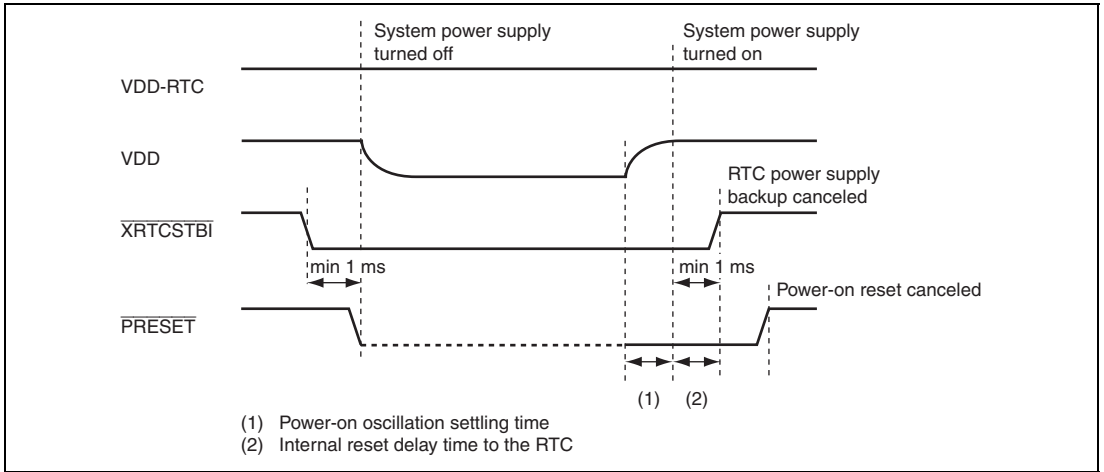 System power supply
turned off
System power supply
turned on
VDD-RTC
VDD
RTC power supply
backup canceled
XRTCSTBI
min 1 ms
min 1 ms
Power-on reset canceled
PRESET
(1)
(2)
(1) Power-on oscillation settling time
(2) Internal reset delay time to the RTC